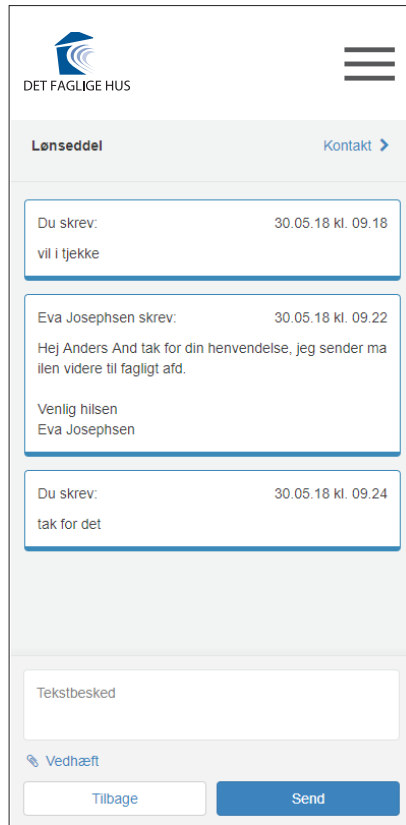 DET FAGLIGE HUS
Lønseddel Kontakt
Du skrev: 30.05.18 kl. 09.18
vil i tjekke
Eva Josephsen skrev: 30.05.18 kl. 09.22
Hej Anders And tak for din henvendelse, jeg sender ma
ilen videre til fagligt afd.
Venlig hilsen
Eva Josephsen
Du skrev: 30.05.18 kl. 09.24
tak for det
Tekstbesked
Vedhæft
Tilbage Send